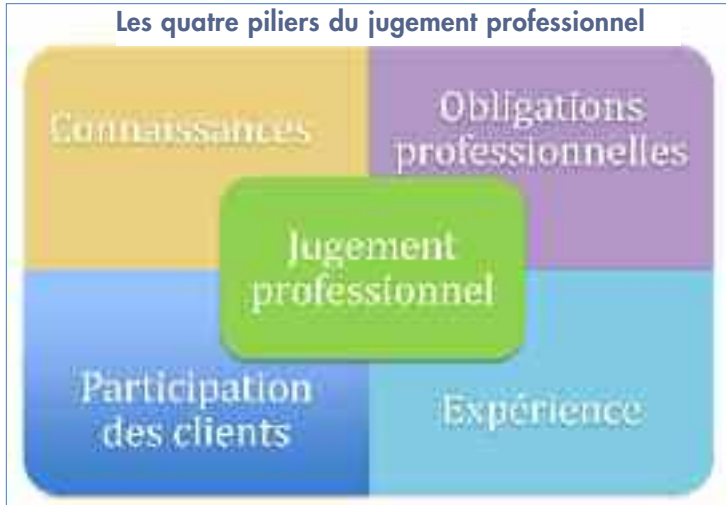 Les quatre piliers du jugement professionnel
Connaissances
Obligations
professionnelles
Jugement
professionnel
Participation
des clients
Expérience